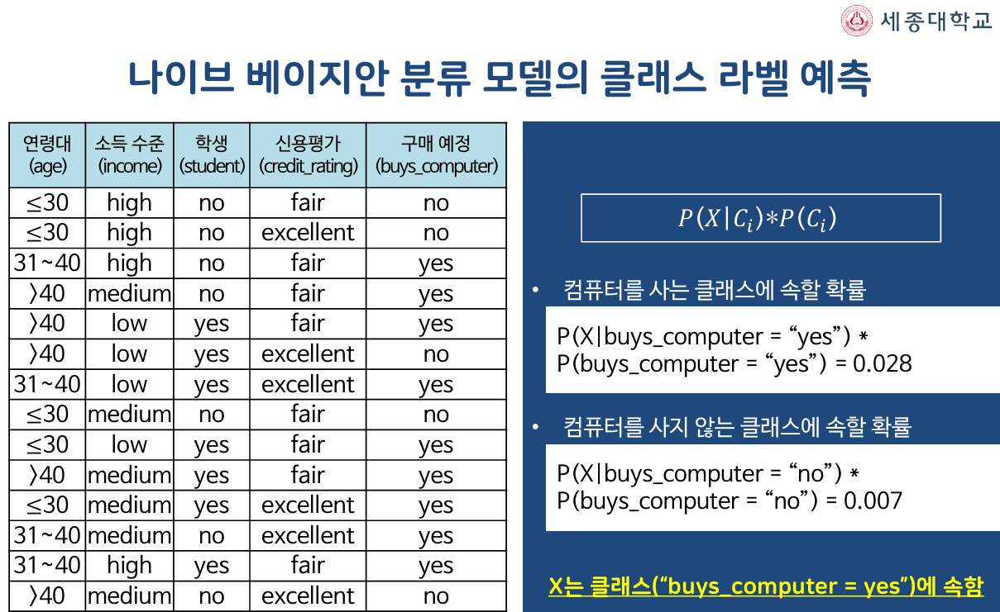 세종대학교
나이브 베이지안 분류 모델의 클래스 라벨 예측
연령대 소득 수준 학생 신용평가 구매 예정
(age) (income) (student) (credit_rating) (buys_computer)
≤30 high no fair no
≤30 high no excellent no
31~40 high no fair yes
>40 medium no fair yes
>40 low yes fair yes
>40 low yes excellent no
31~40 low yes excellent yes
≤30 medium no fair no
≤30 low yes fair yes
>40 medium yes fair yes
≤30 medium yes excellent yes
31~40 medium no excellent yes
31~40 high yes fair yes
>40 medium no excellent no
P(X|Cᵢ)*P(Cᵢ)
• 컴퓨터를 사는 클래스에 속할 확률
P(X|buys_computer = “yes”) *
P(buys_computer = “yes”) = 0.028
• 컴퓨터를 사지 않는 클래스에 속할 확률
P(X|buys_computer = “no”) *
P(buys_computer = “no”) = 0.007
X는 클래스(“buys_computer = yes”)에 속함